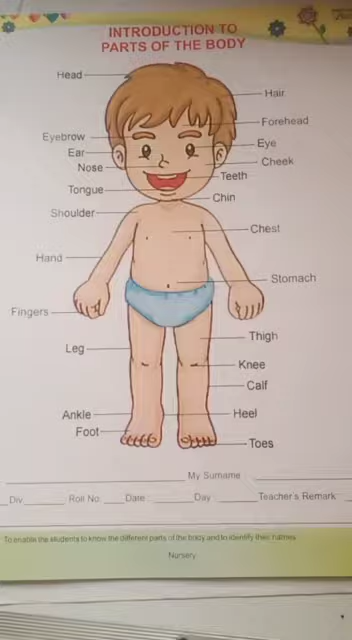 INTRODUCTION TO
PARTS OF THE BODY
Head
Hair
Forehead
Eyebrow
Eye
Ear
Cheek
Nose
Teeth
Tongue
Chin
Shoulder
Chest
Hand
Stomach
Fingers
Thigh
Leg
Knee
Calf
Ankle
Heel
Foot
Toes
My Surname
Div. Roll No. Date Day Teacher's Remark
To enable the students to know the different parts of the body and to identify their names
Nursery